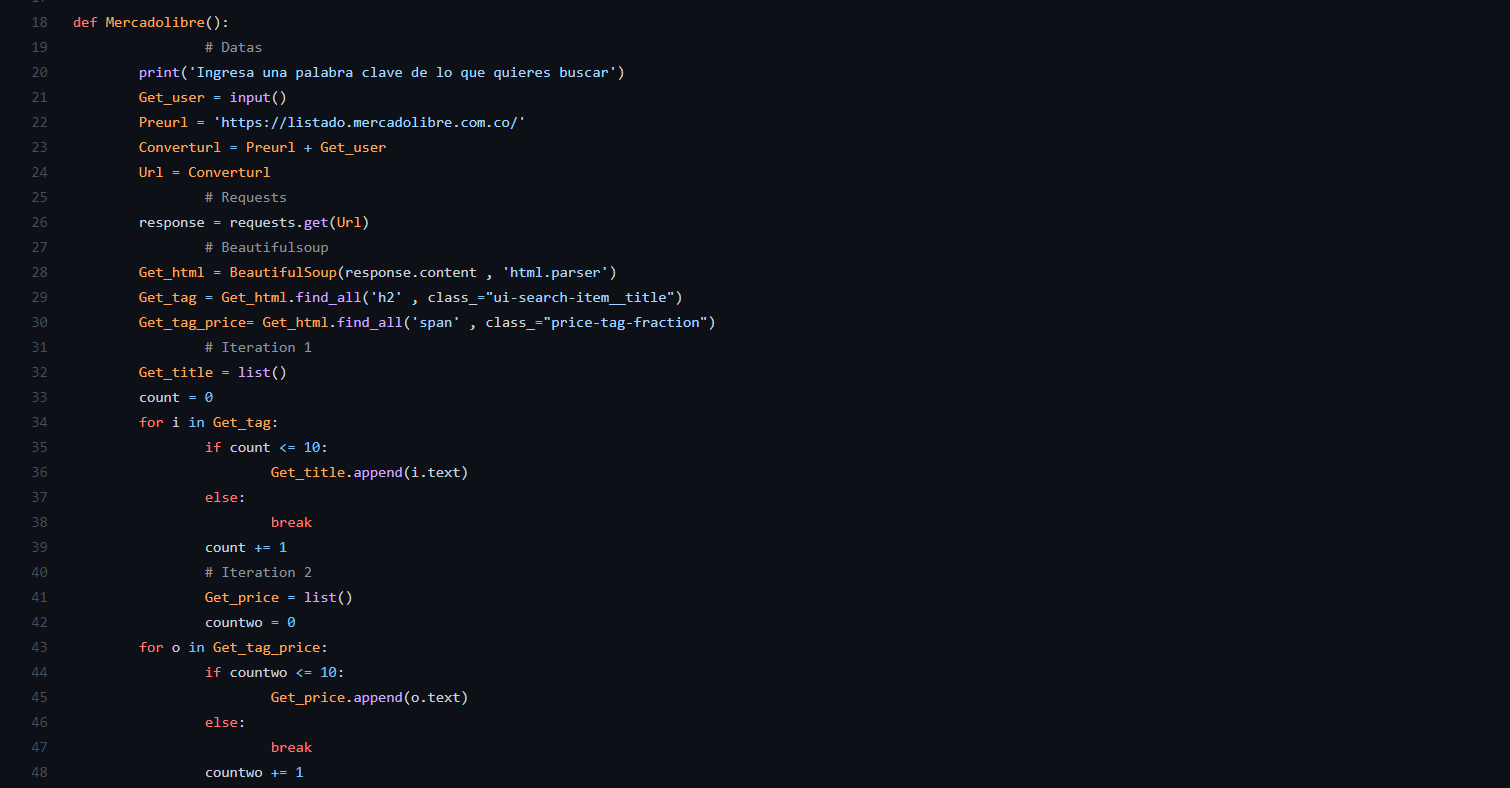 18 def Mercadolibre():
19 # Datas
20 print('Ingresa una palabra clave de lo que quieres buscar')
21 Get_user = input()
22 Preurl = 'https://listado.mercadolibre.com.co/'
23 Converturl = Preurl + Get_user
24 Url = Converturl
25 # Requests
26 response = requests.get(Url)
27 # Beautifulsoup
28 Get_html = BeautifulSoup(response.content , 'html.parser')
29 Get_tag = Get_html.find_all('h2' , class_="ui-search-item__title")
30 Get_tag_price= Get_html.find_all('span' , class_="price-tag-fraction")
31 # Iteration 1
32 Get_title = list()
33 count = 0
34 for i in Get_tag:
35 if count <= 10:
36 Get_title.append(i.text)
37 else:
38 break
39 count += 1
40 # Iteration 2
41 Get_price = list()
42 countwo = 0
43 for o in Get_tag_price:
44 if countwo <= 10:
45 Get_price.append(o.text)
46 else:
47 break
48 countwo += 1